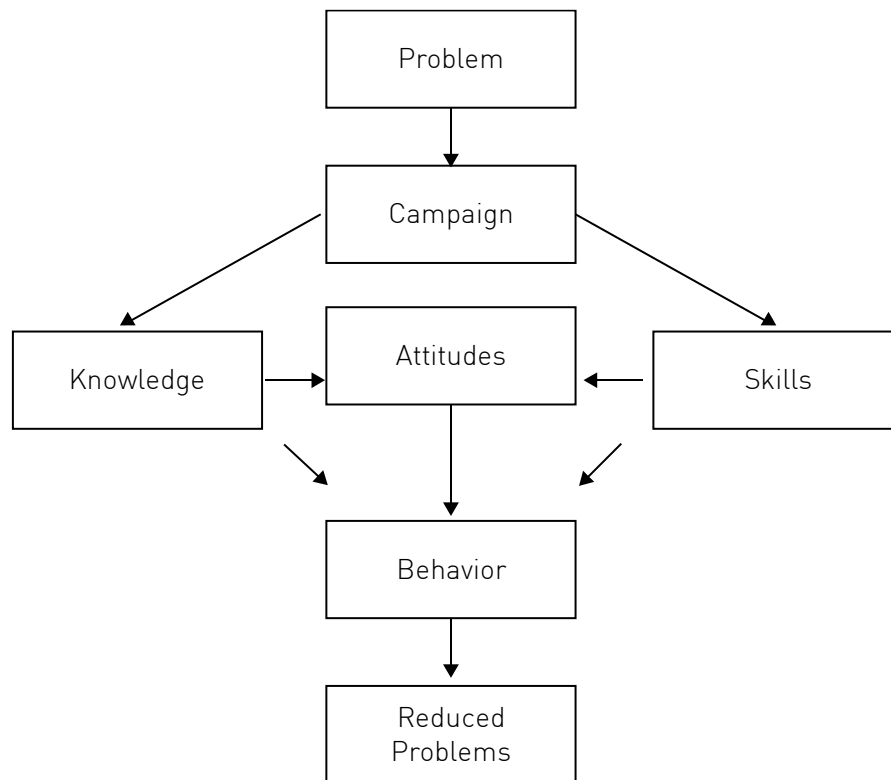 Problem
Campaign
Knowledge
Attitudes
Skills
Behavior
Reduced
Problems